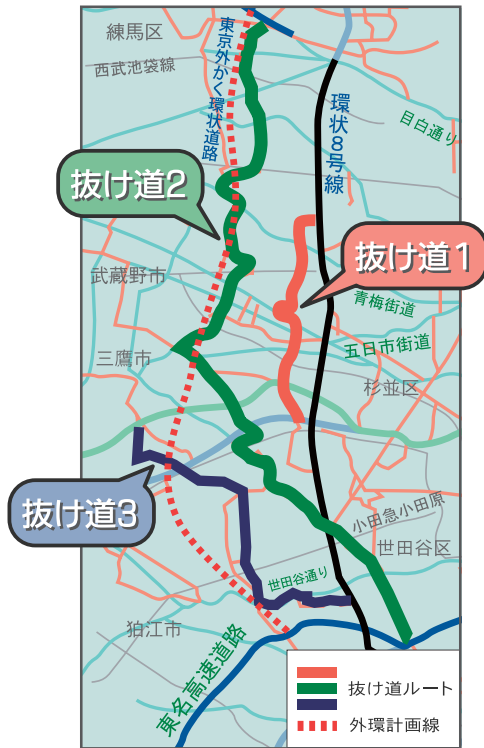 練馬区
西武池袋線
東京外かく環状道路
環状8号線
目白通り
抜け道2
抜け道1
武蔵野市
青梅街道
五日市街道
三鷹市
杉並区
抜け道3
小田急小田原
世田谷区
世田谷通り
狛江市
東名高速道路
抜け道ルート
外環計画線